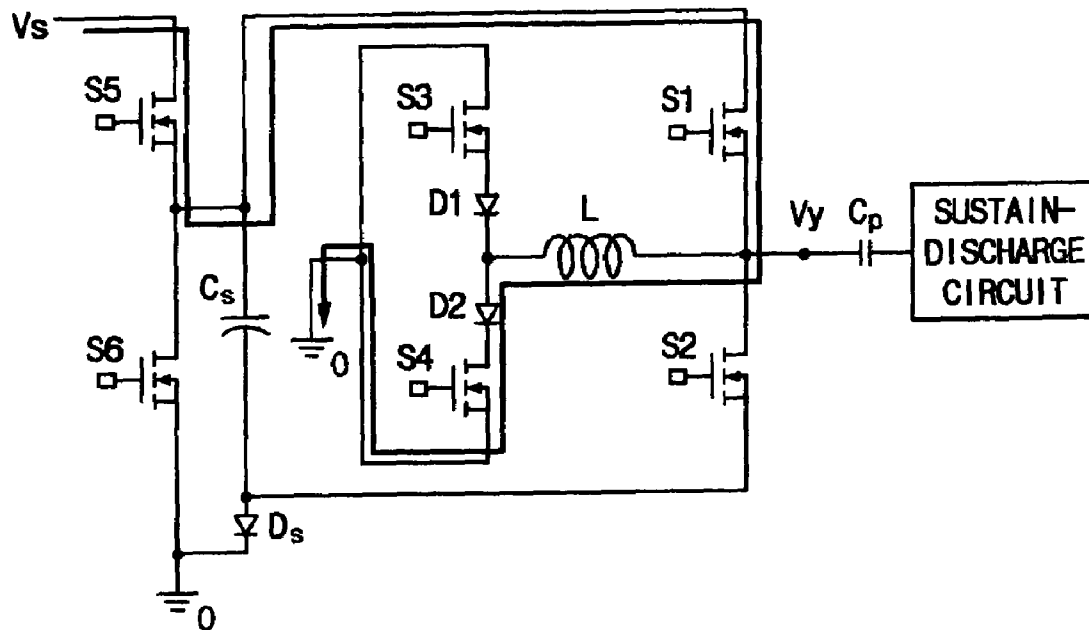 Vs
S5
S3
S1
D1
L
Vy
Cp
SUSTAIN-
DISCHARGE
CIRCUIT
Cs
D2
S6
0
S4
S2
Ds
0